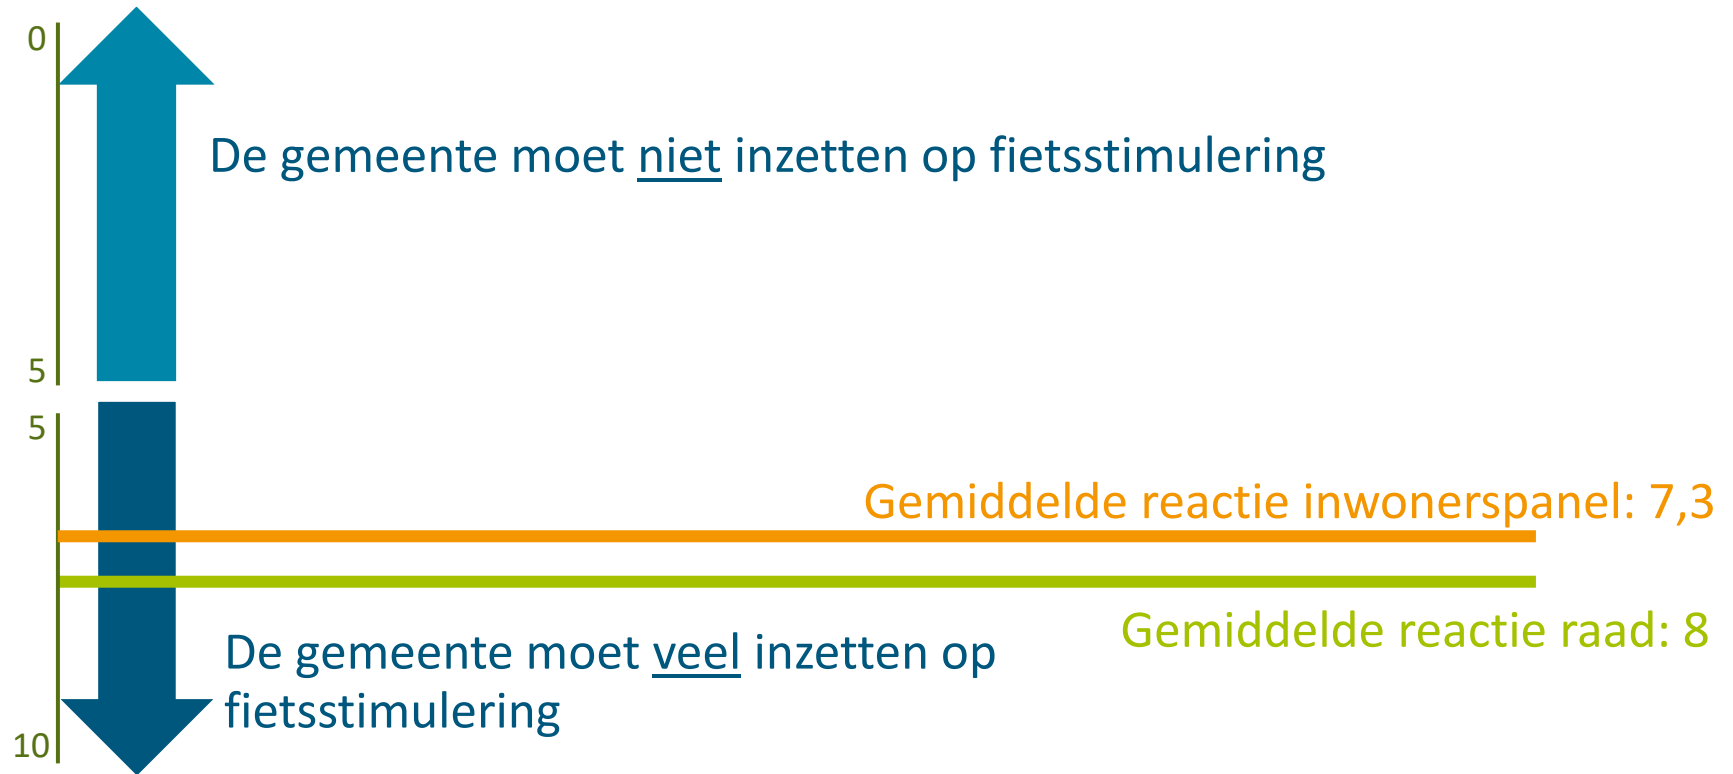 0
De gemeente moet niet inzetten op fietsstimulering
5
5
Gemiddelde reactie inwonerspanel: 7,3
Gemiddelde reactie raad: 8
De gemeente moet veel inzetten op
fietsstimulering
10